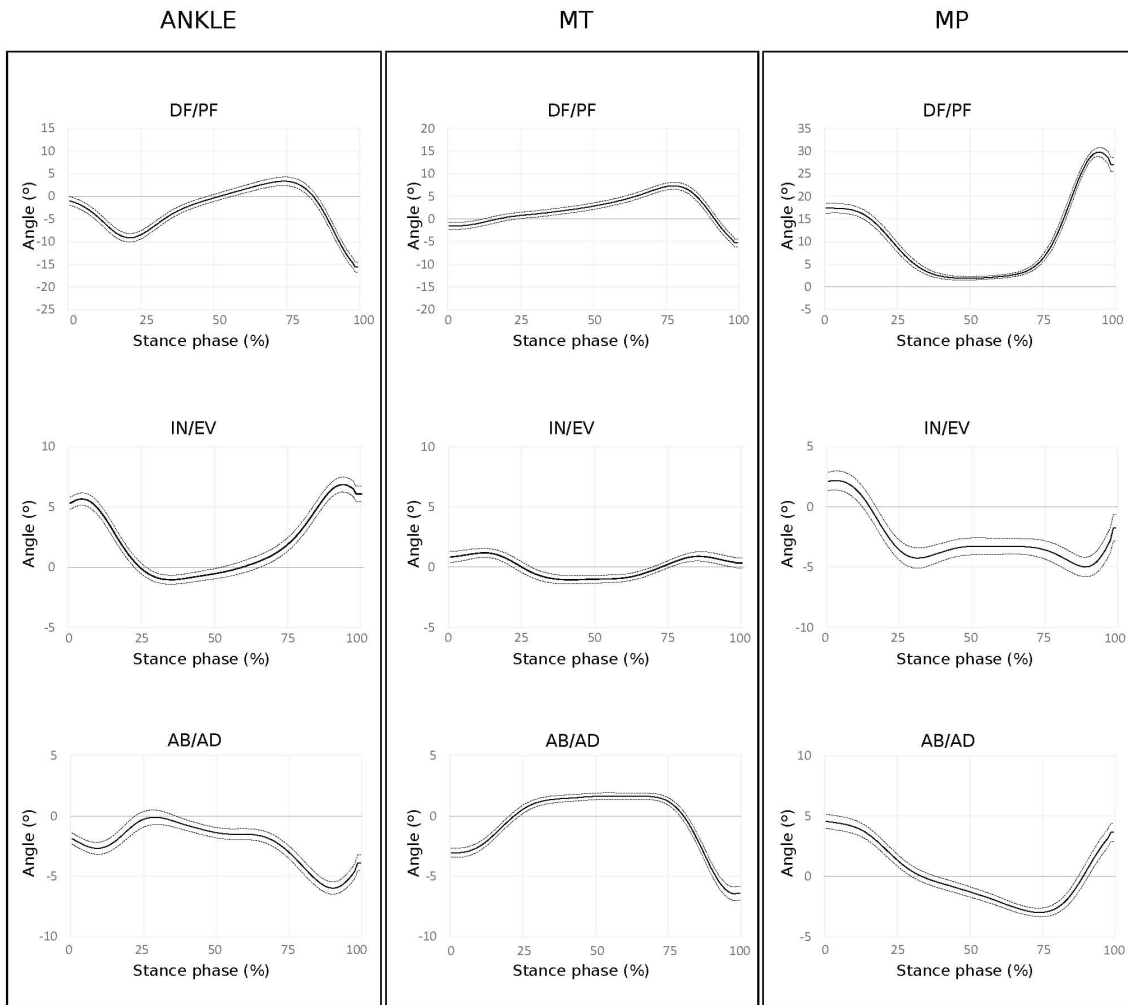 ANKLE MT MP
DF/PF DF/PF DF/PF
15 20 35
10 15 30
5 10 25
0 5 20
-5 0 15
-10 -5 10
-15 -10 5
-20 -15 0
-25 -20 -5
Angle (º) Angle (º) Angle (º)
0 25 50 75 100 0 25 50 75 100 0 25 50 75 100
Stance phase (%) Stance phase (%) Stance phase (%)
IN/EV IN/EV IN/EV
10 10 5
5 5 0
0 0 -5
-5 -5 -10
Angle (º) Angle (º) Angle (º)
0 25 50 75 100 0 25 50 75 100 0 25 50 75 100
Stance phase (%) Stance phase (%) Stance phase (%)
AB/AD AB/AD AB/AD
5 5 10
0 0 5
-5 -5 0
-10 -10 -5
Angle (º) Angle (º) Angle (º)
0 25 50 75 100 0 25 50 75 100 0 25 50 75 100
Stance phase (%) Stance phase (%) Stance phase (%)